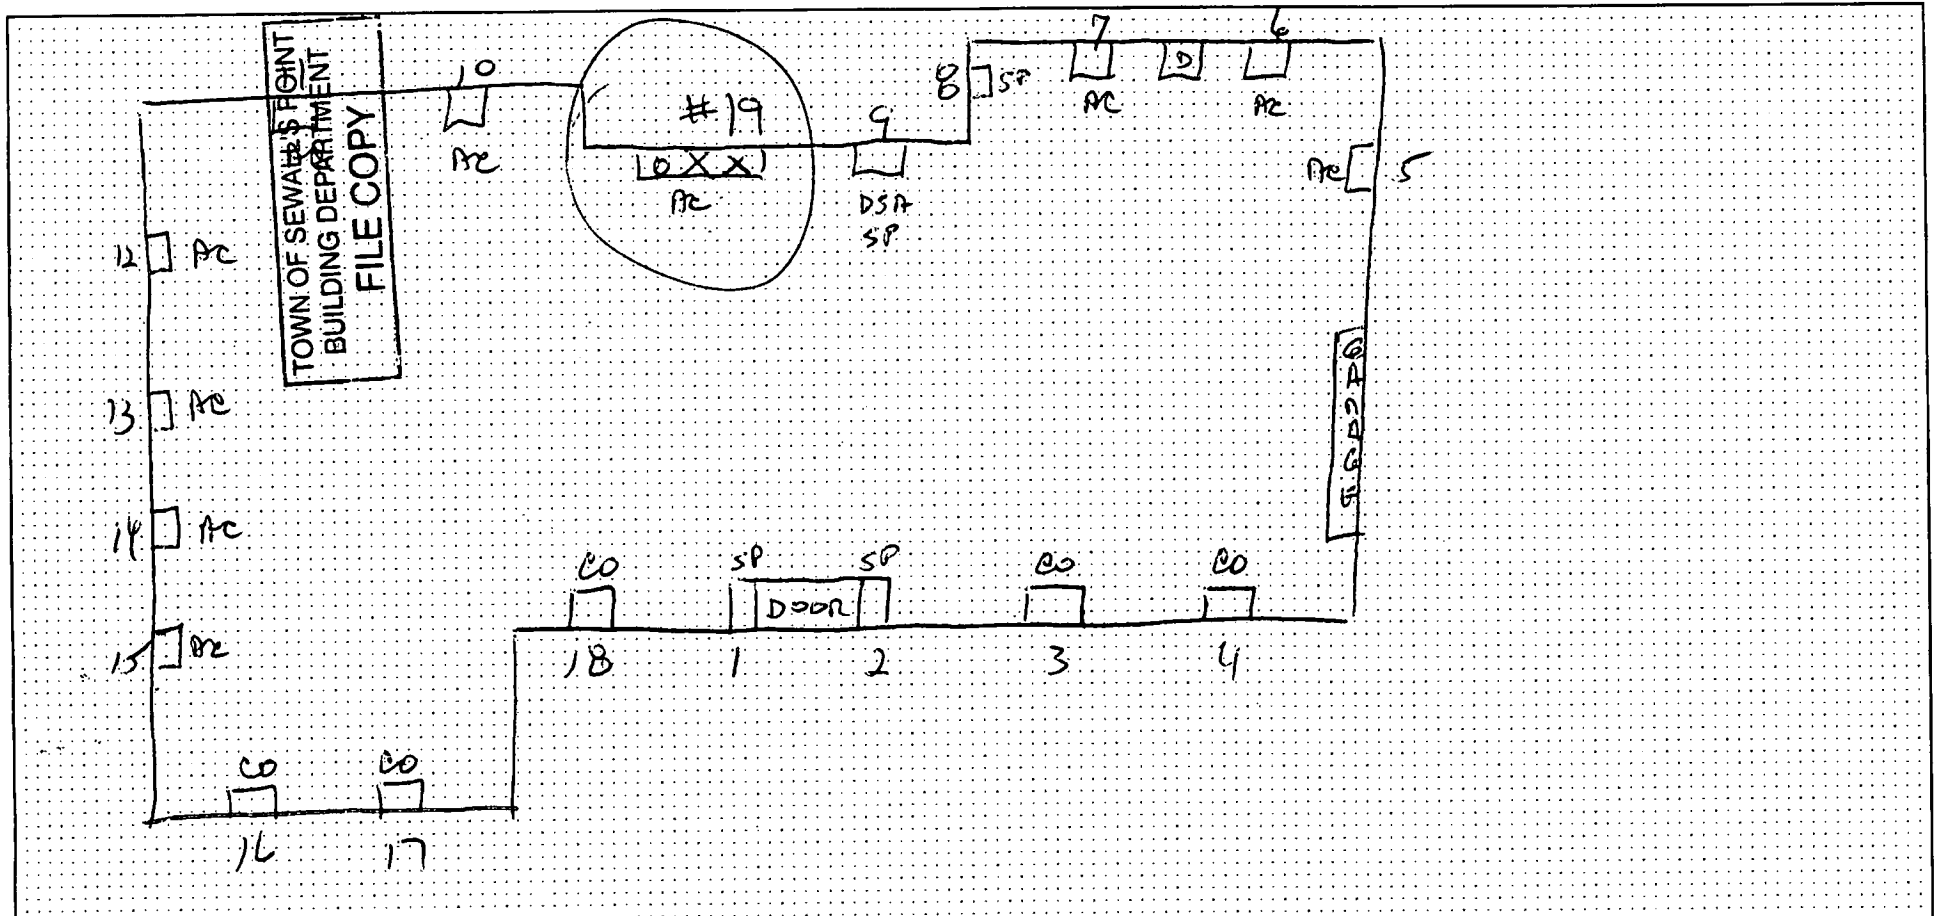 TOWN OF SEWALL'S POINT
BUILDING DEPARTMENT
FILE COPY
10
AC
#19
O X X
AC
9
DSA
SP
8
SP
7
AC
D
6
AC
AC
5
12
AC
13
AC
14
AC
15
AC
GARAGE
CO
18
SP
1
DOOR
SP
2
CO
3
CO
4
CO
16
CO
17